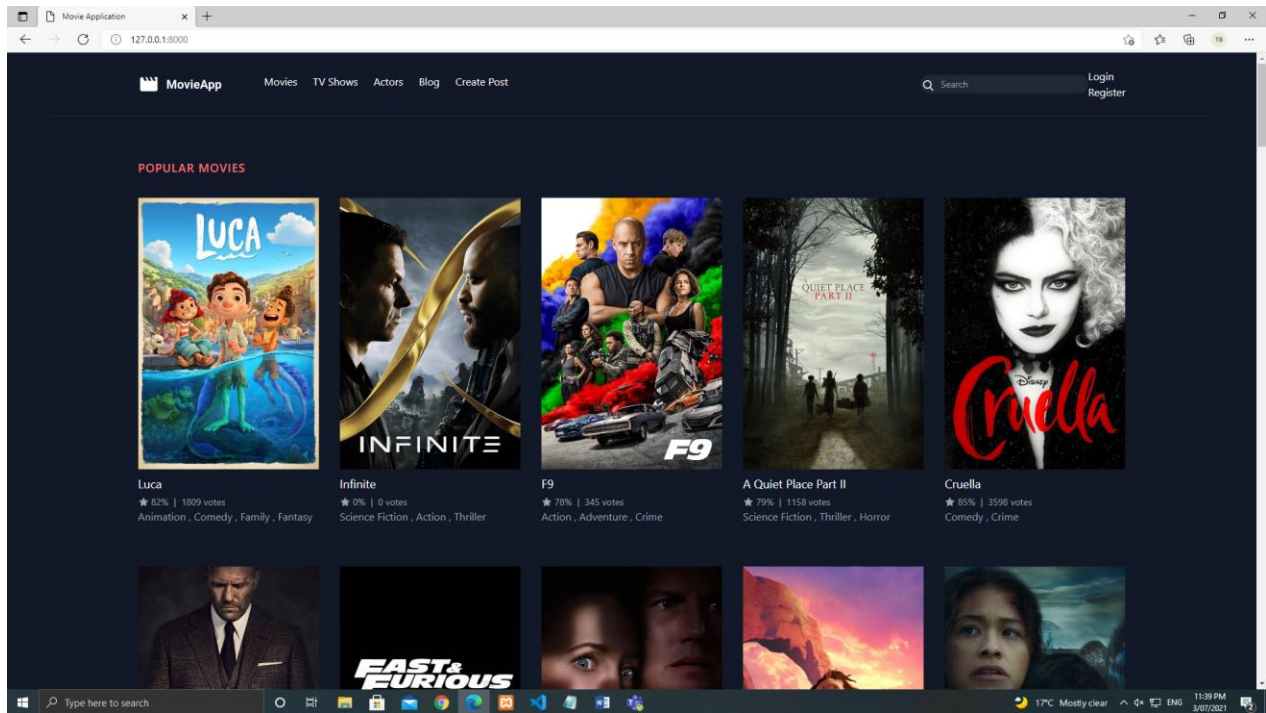 Movie Application
127.0.0.1:8000
TB
MovieApp Movies TV Shows Actors Blog Create Post Search Login
Register
POPULAR MOVIES
LUCA
INFINITE
F9
A QUIET PLACE
PART II
Disney
Cruella
Luca
★ 82% | 1809 votes
Animation , Comedy , Family , Fantasy
Infinite
★ 0% | 0 votes
Science Fiction , Action , Thriller
F9
★ 78% | 345 votes
Action , Adventure , Crime
A Quiet Place Part II
★ 79% | 1158 votes
Science Fiction , Thriller , Horror
Cruella
★ 85% | 3598 votes
Comedy , Crime
FAST &
FURIOUS
Type here to search
17°C Mostly clear
ENG
11:39 PM
3/07/2021
2